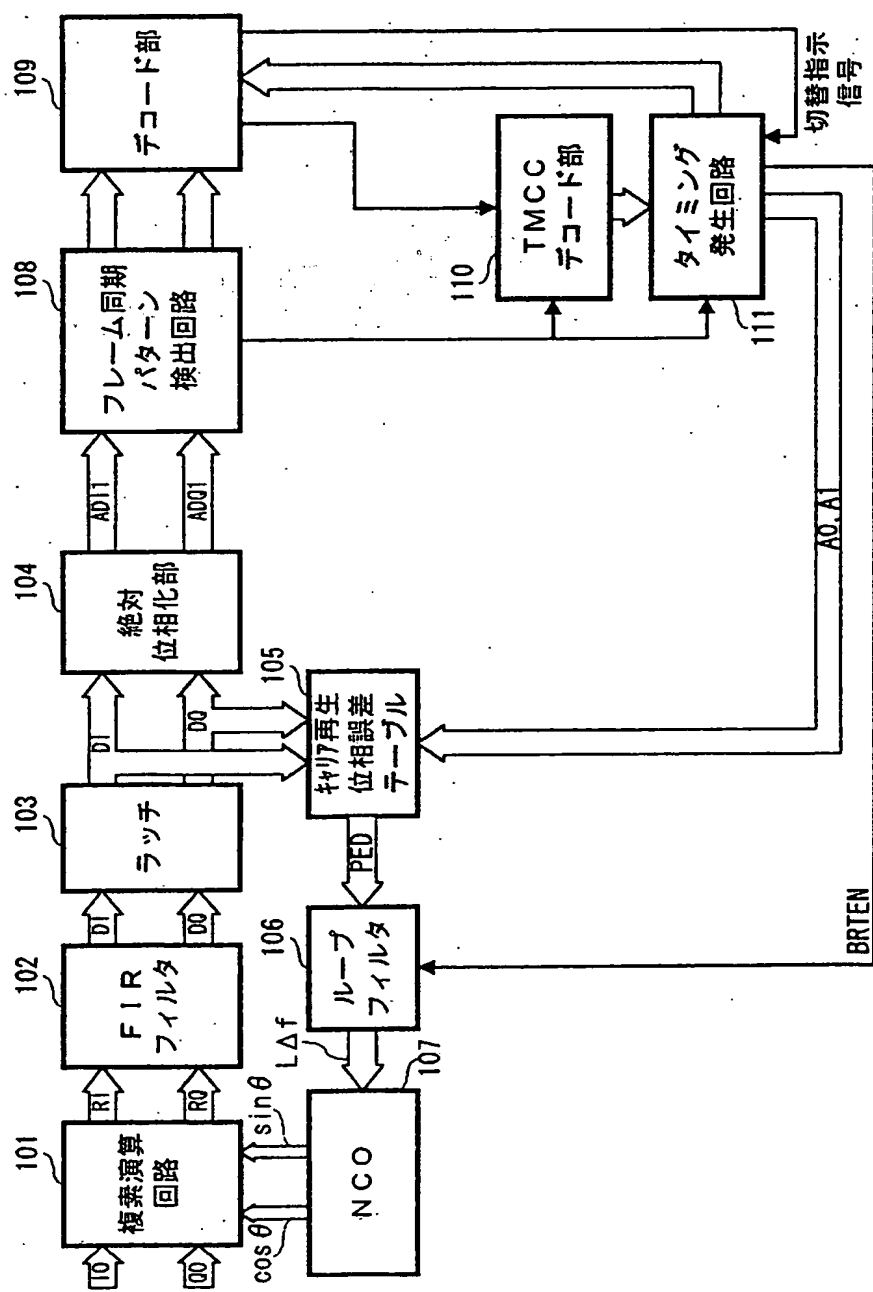 101
複素演算
回路
I0
Q0
RI
RQ
102
FIR
フィルタ
DI
DQ
103
ラッチ
DI
DQ
104
絶対
位相化部
ADI1
ADQ1
108
フレーム同期
パターン
検出回路
109
デコード部
cosθ
sinθ
NCO
107
LΔf
106
ループ
フィルタ
PED
105
キャリア再生
位相誤差
テーブル
110
TMCC
デコード部
111
タイミング
発生回路
切替指示
信号
A0,A1
BRTEN